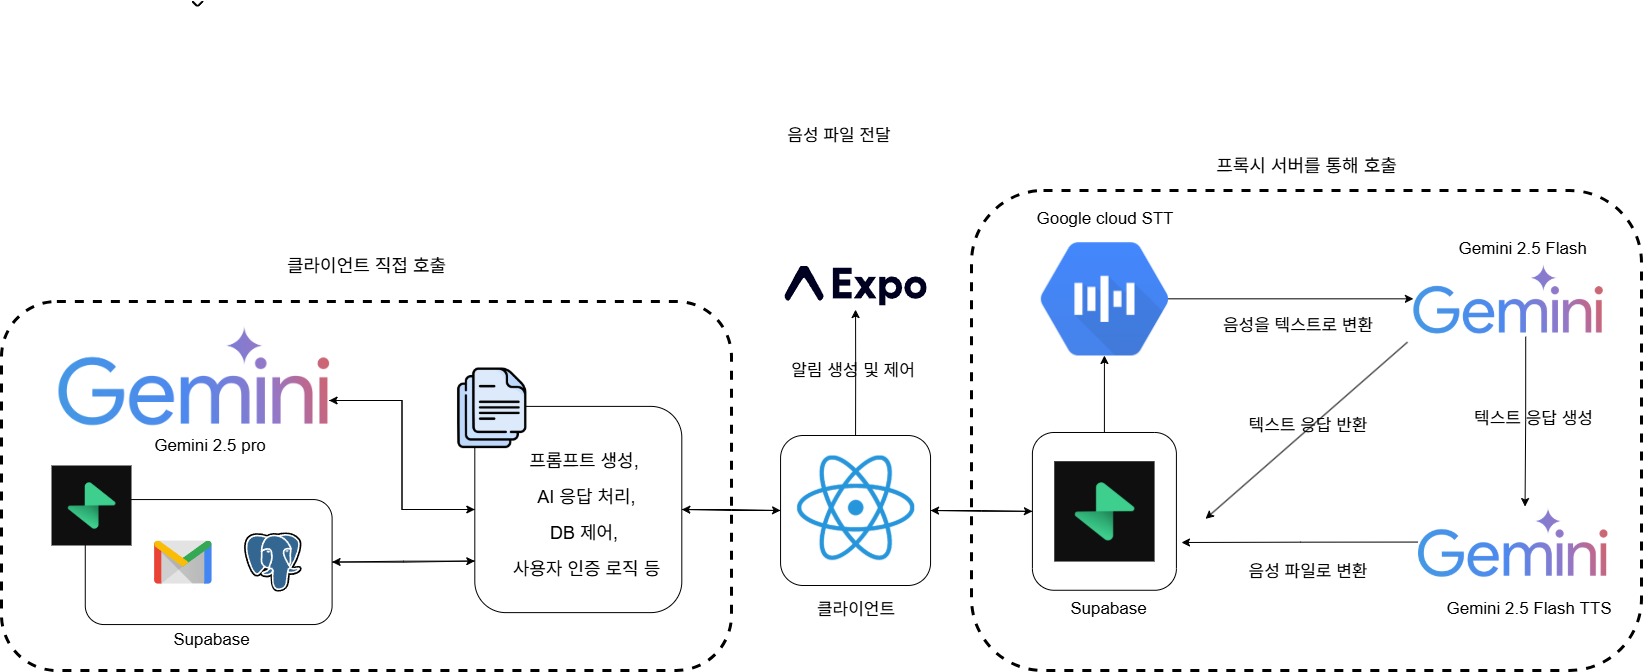 음성 파일 전달
프록시 서버를 통해 호출
Google cloud STT
Gemini 2.5 Flash
클라이언트 직접 호출
Expo
Gemini
음성을 텍스트로 변환
Gemini
알림 생성 및 제어
텍스트 응답 반환
텍스트 응답 생성
Gemini 2.5 pro
프롬프트 생성,
AI 응답 처리,
DB 제어,
사용자 인증 로직 등
Gemini
음성 파일로 변환
클라이언트
Supabase
Gemini 2.5 Flash TTS
Supabase